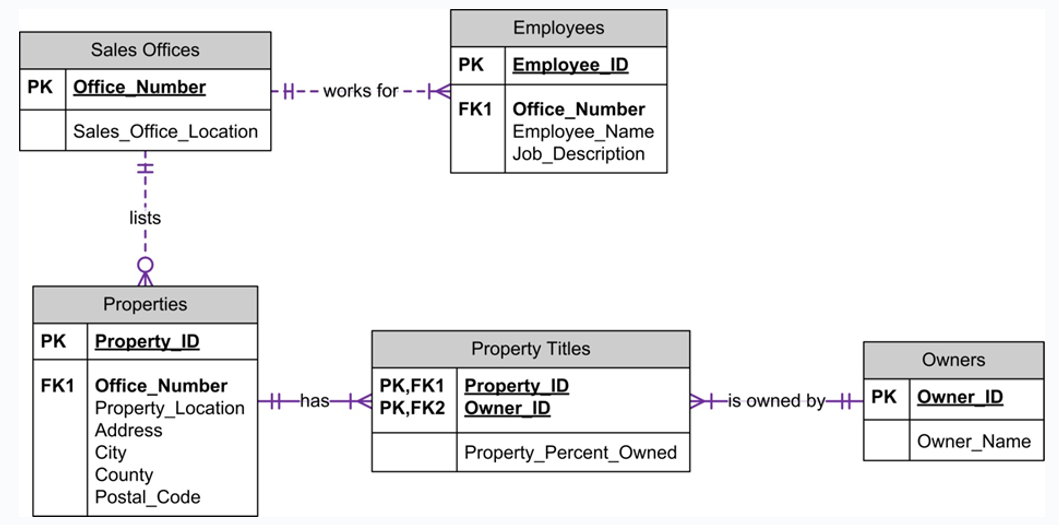 Sales Offices
PK Office_Number
Sales_Office_Location
works for
Employees
PK Employee_ID
FK1 Office_Number
Employee_Name
Job_Description
lists
Properties
PK Property_ID
FK1 Office_Number
Property_Location
Address
City
County
Postal_Code
has
Property Titles
PK,FK1 Property_ID
PK,FK2 Owner_ID
Property_Percent_Owned
is owned by
Owners
PK Owner_ID
Owner_Name